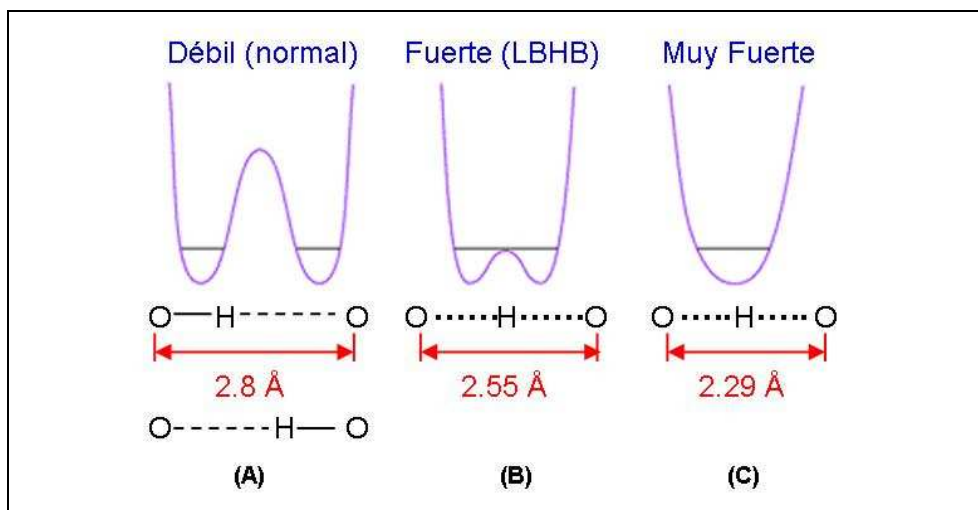 Débil (normal) Fuerte (LBHB) Muy Fuerte
O H O O H O O H O
2.8 Å 2.55 Å 2.29 Å
O H O
(A) (B) (C)